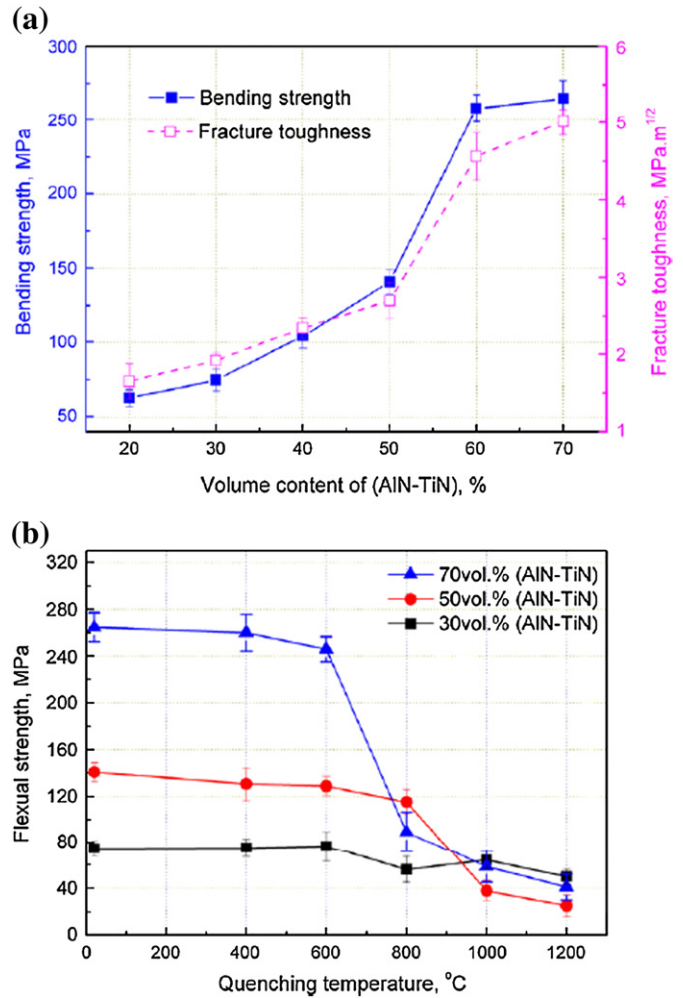 (a)
300
250
200
150
100
50
Bending strength, MPa
Bending strength
Fracture toughness
6
5
4
3
2
1
Fracture toughness, MPa.m1/2
20 30 40 50 60 70
Volume content of (AlN-TiN), %
(b)
320
280
240
200
160
120
80
40
0
Flexual strength, MPa
70vol.% (AlN-TiN)
50vol.% (AlN-TiN)
30vol.% (AlN-TiN)
0 200 400 600 800 1000 1200
Quenching temperature, °C